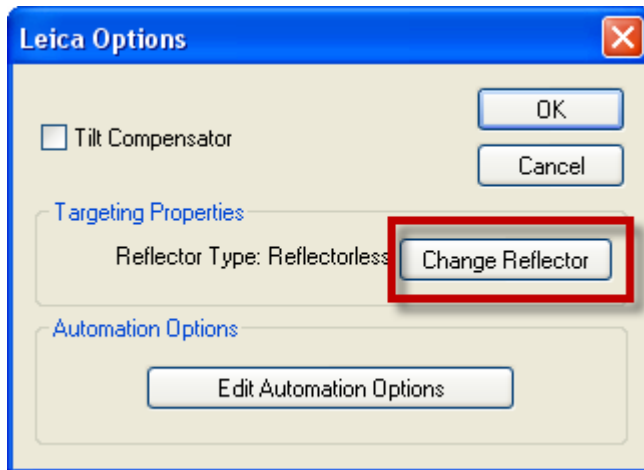 Leica Options
OK
Tilt Compensator
Cancel
Targeting Properties
Reflector Type: Reflectorless
Change Reflector
Automation Options
Edit Automation Options